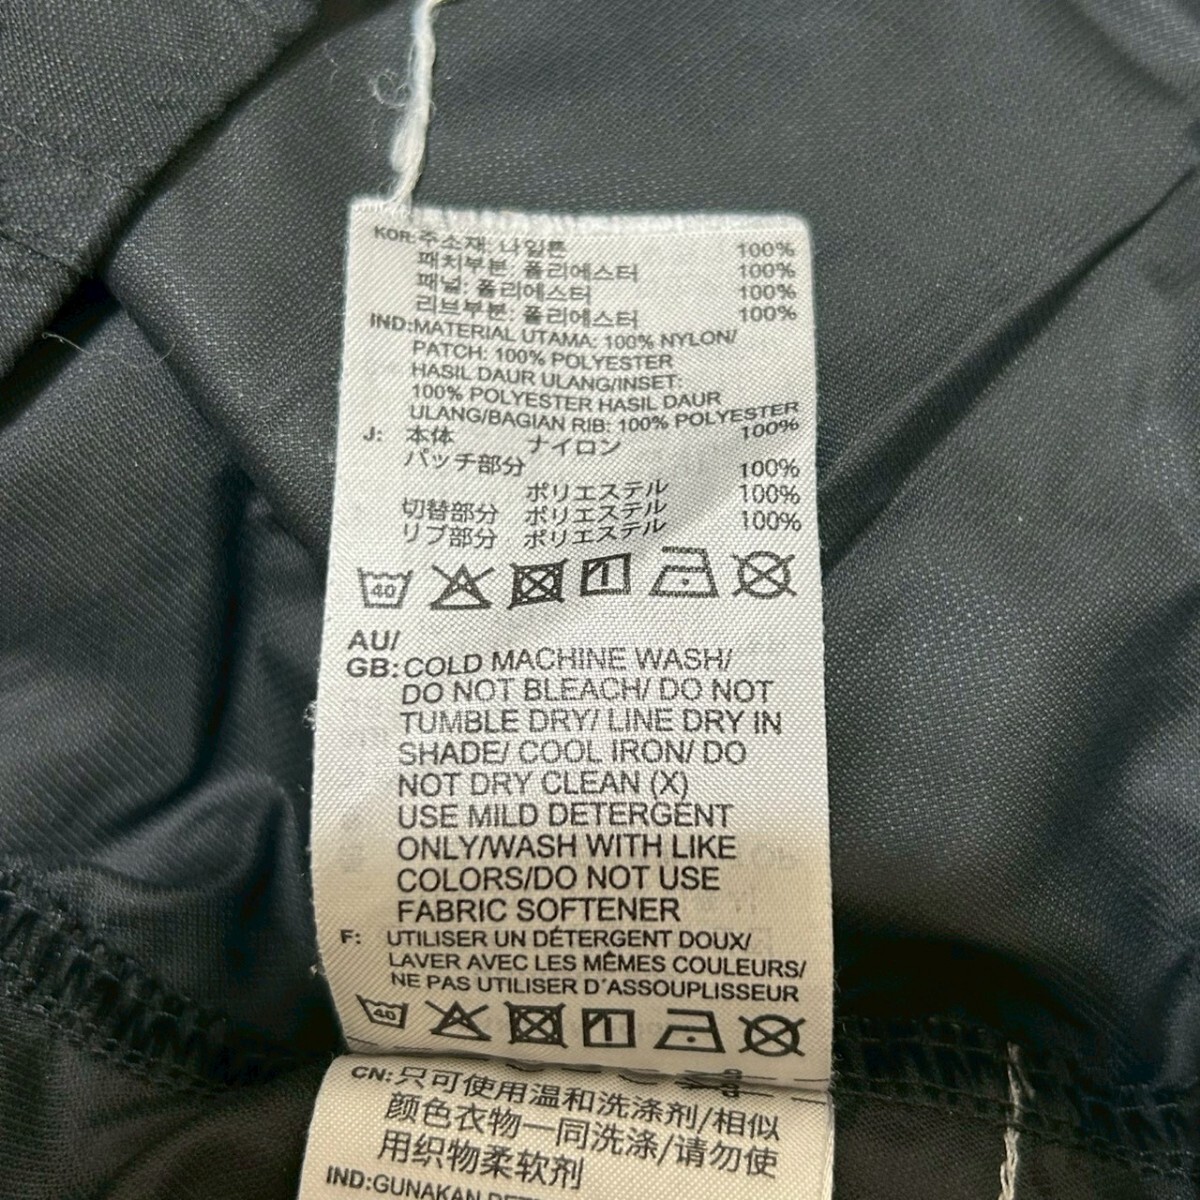 KOR:주소재: 나일론 100%
패치부분: 폴리에스터 100%
패널: 폴리에스터 100%
리브부분: 폴리에스터 100%
IND:MATERIAL UTAMA: 100% NYLON/
PATCH: 100% POLYESTER
HASIL DAUR ULANG/INSET:
100% POLYESTER HASIL DAUR
ULANG/BAGIAN RIB: 100% POLYESTER
J: 本体 ナイロン 100%
パッチ部分
ポリエステル 100%
切替部分 ポリエステル 100%
リブ部分 ポリエステル 100%
40
AU/
GB:COLD MACHINE WASH/
DO NOT BLEACH/ DO NOT
TUMBLE DRY/ LINE DRY IN
SHADE/ COOL IRON/ DO
NOT DRY CLEAN (X)
USE MILD DETERGENT
ONLY/WASH WITH LIKE
COLORS/DO NOT USE
FABRIC SOFTENER
F: UTILISER UN DÉTERGENT DOUX/
LAVER AVEC LES MÊMES COULEURS/
NE PAS UTILISER D'ASSOUPLISSEUR
40
CN:只可使用温和洗涤剂/相似
颜色衣物一同洗涤/请勿使
用织物柔软剂
IND:GUNAKAN